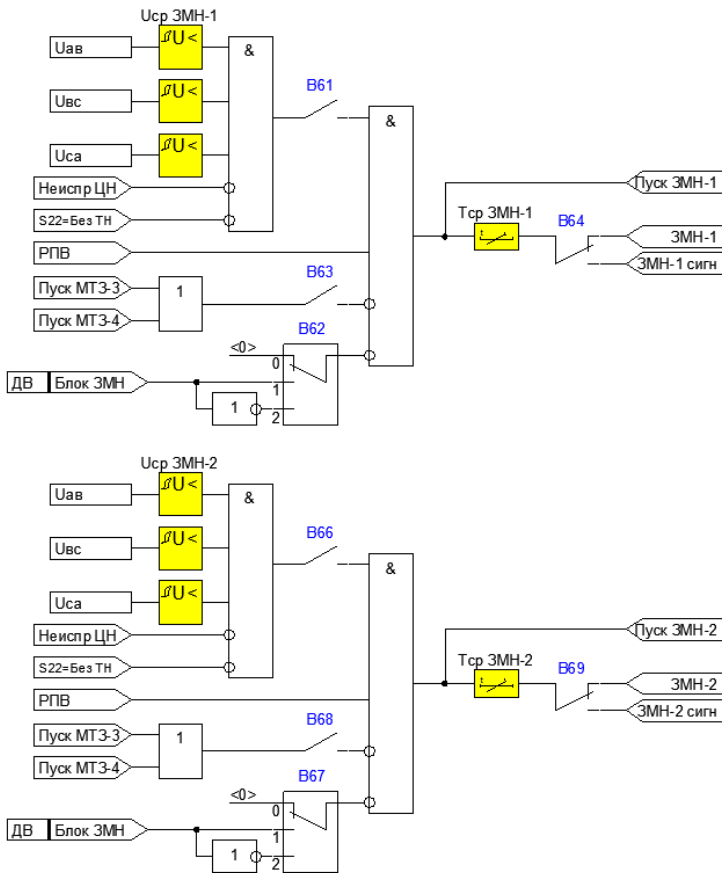 Uср ЗМН-1
Uав
U<
&
B61
Uвс
U<
&
Uса
U<
Неиспр ЦН
Пуск ЗМН-1
S22=Без ТН
Tср ЗМН-1
B64
ЗМН-1
РПВ
ЗМН-1 сигн
Пуск МТЗ-3
1
B63
Пуск МТЗ-4
B62
<0>
0
ДВ
Блок ЗМН
1
1
2
Uср ЗМН-2
Uав
U<
&
B66
Uвс
U<
&
Uса
U<
Неиспр ЦН
Пуск ЗМН-2
S22=Без ТН
Tср ЗМН-2
B69
ЗМН-2
РПВ
ЗМН-2 сигн
Пуск МТЗ-3
1
B68
Пуск МТЗ-4
B67
<0>
0
ДВ
Блок ЗМН
1
1
2